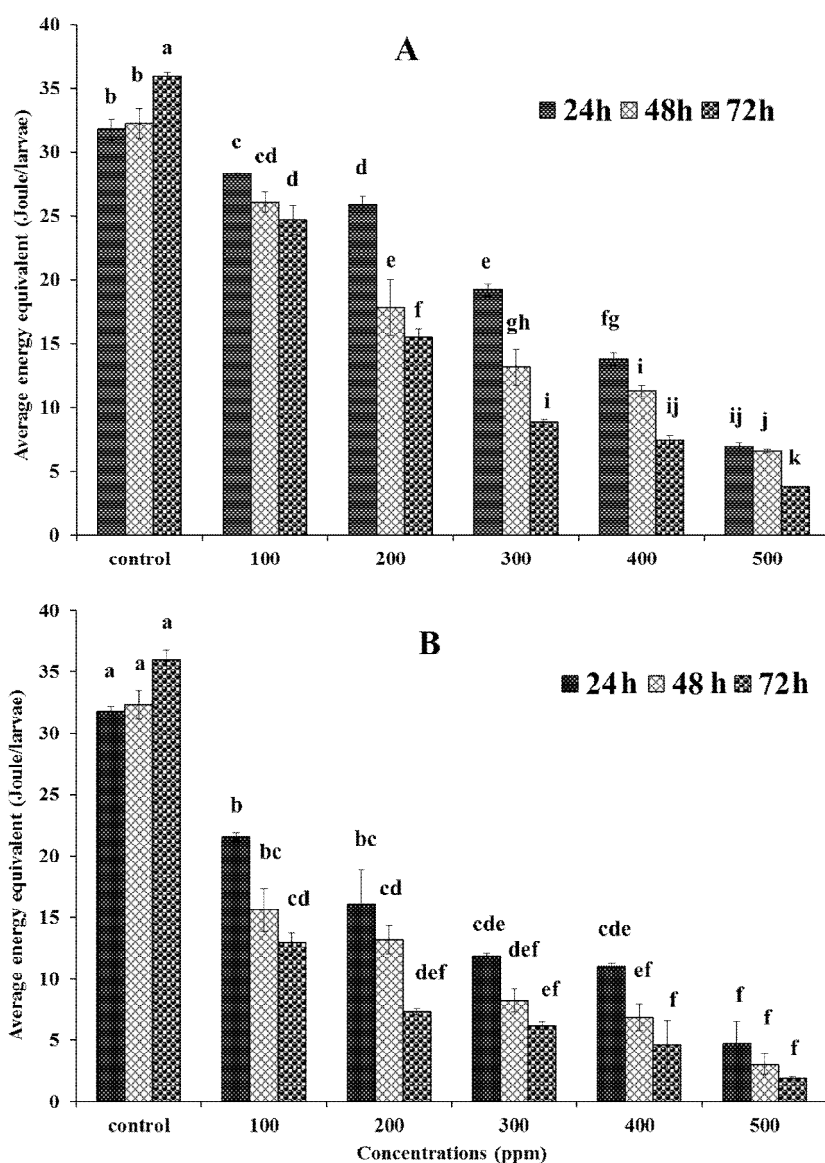 A
24h 48h 72h
Average energy equivalent (Joule/larvae)
40
35
30
25
20
15
10
5
0
b b a
c cd d
d e f
e gh i
fg i ij
ij j k
control 100 200 300 400 500
B
24h 48 h 72h
Average energy equivalent (Joule/larvae)
40
35
30
25
20
15
10
5
0
a a a
b bc cd
bc cd def
cde def ef
cde ef f
f f f
control 100 200 300 400 500
Concentrations (ppm)